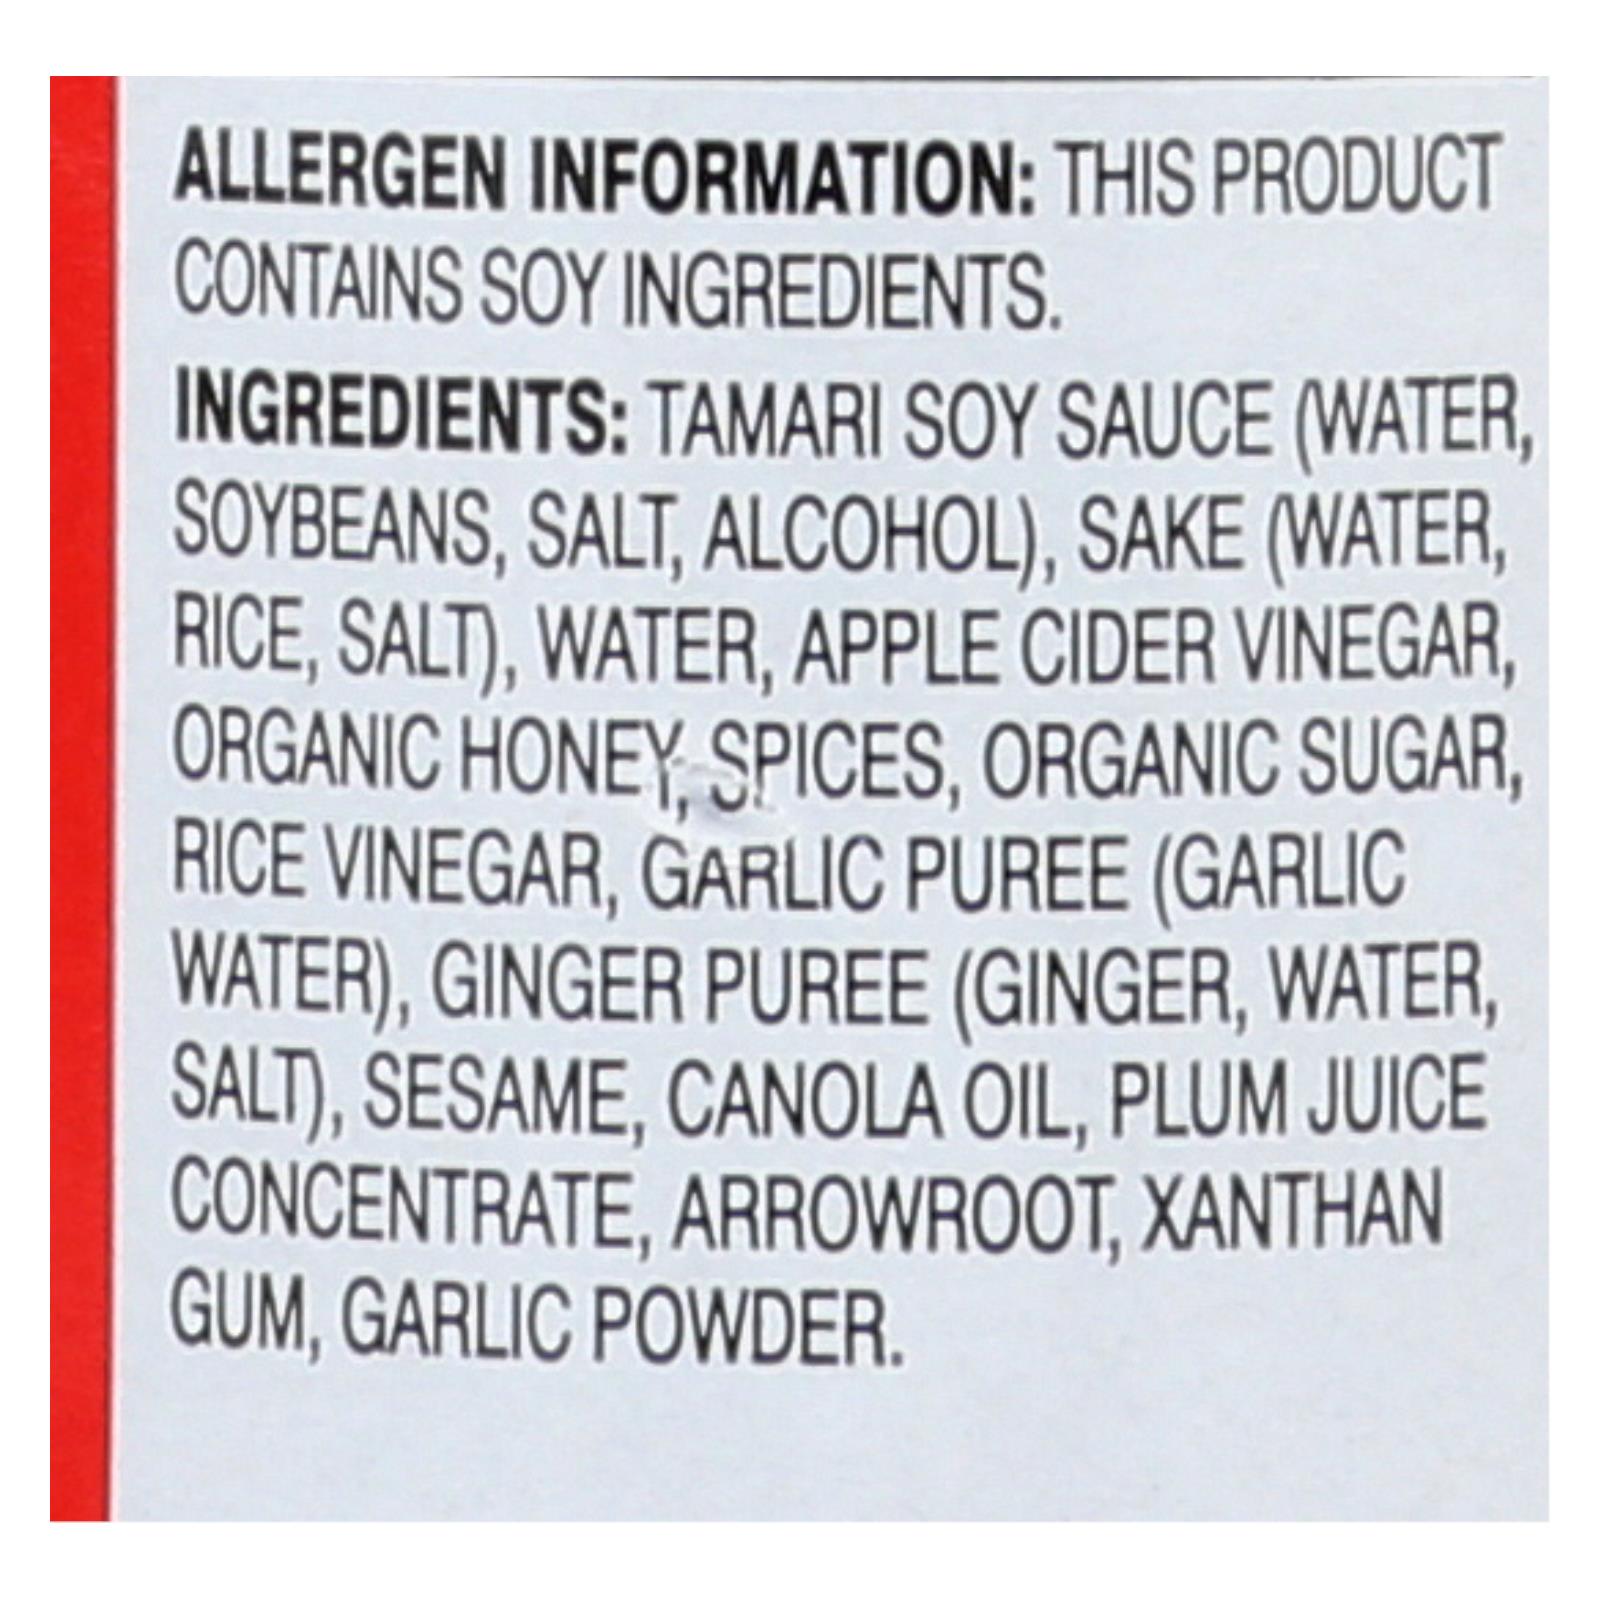 ALLERGEN INFORMATION: THIS PRODUCT
CONTAINS SOY INGREDIENTS.
INGREDIENTS: TAMARI SOY SAUCE (WATER,
SOYBEANS, SALT, ALCOHOL), SAKE (WATER,
RICE, SALT), WATER, APPLE CIDER VINEGAR,
ORGANIC HONEY, SPICES, ORGANIC SUGAR,
RICE VINEGAR, GARLIC PUREE (GARLIC
WATER), GINGER PUREE (GINGER, WATER,
SALT), SESAME, CANOLA OIL, PLUM JUICE
CONCENTRATE, ARROWROOT, XANTHAN
GUM, GARLIC POWDER.